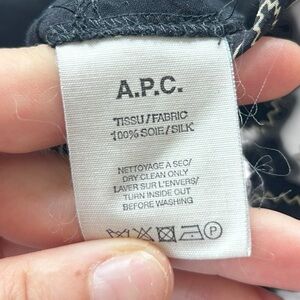 A.P.C.
TISSU/FABRIC
100% SOIE/SILK
NETTOYAGE A SEC/
DRY CLEAN ONLY
LAVER SUR L'ENVERS/
TURN INSIDE OUT
BEFORE WASHING
P